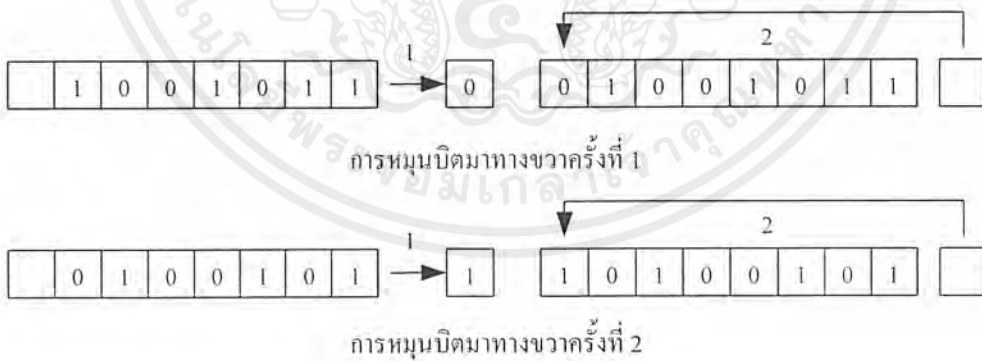 1 2
1 0 0 1 0 1 1 0 0 1 0 0 1 0 1 1
การหมุนบิตมาทางขวาครั้งที่ 1
1 2
0 1 0 0 1 0 1 1 1 0 1 0 0 1 0 1
การหมุนบิตมาทางขวาครั้งที่ 2